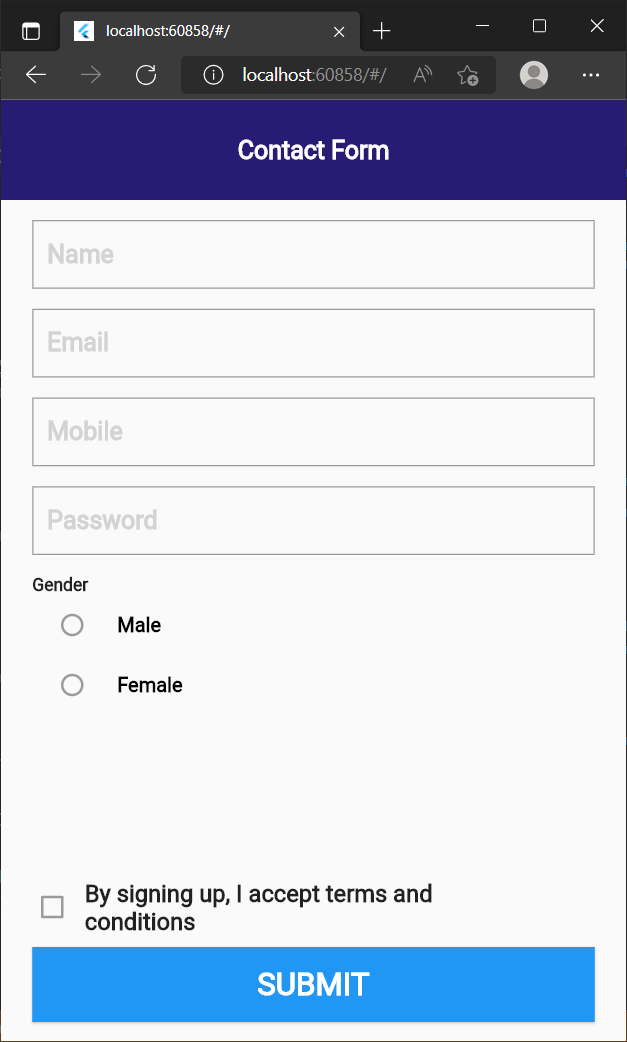 localhost:60858/#/
localhost:60858/#/
Contact Form
Name
Email
Mobile
Password
Gender
Male
Female
By signing up, I accept terms and
conditions
SUBMIT